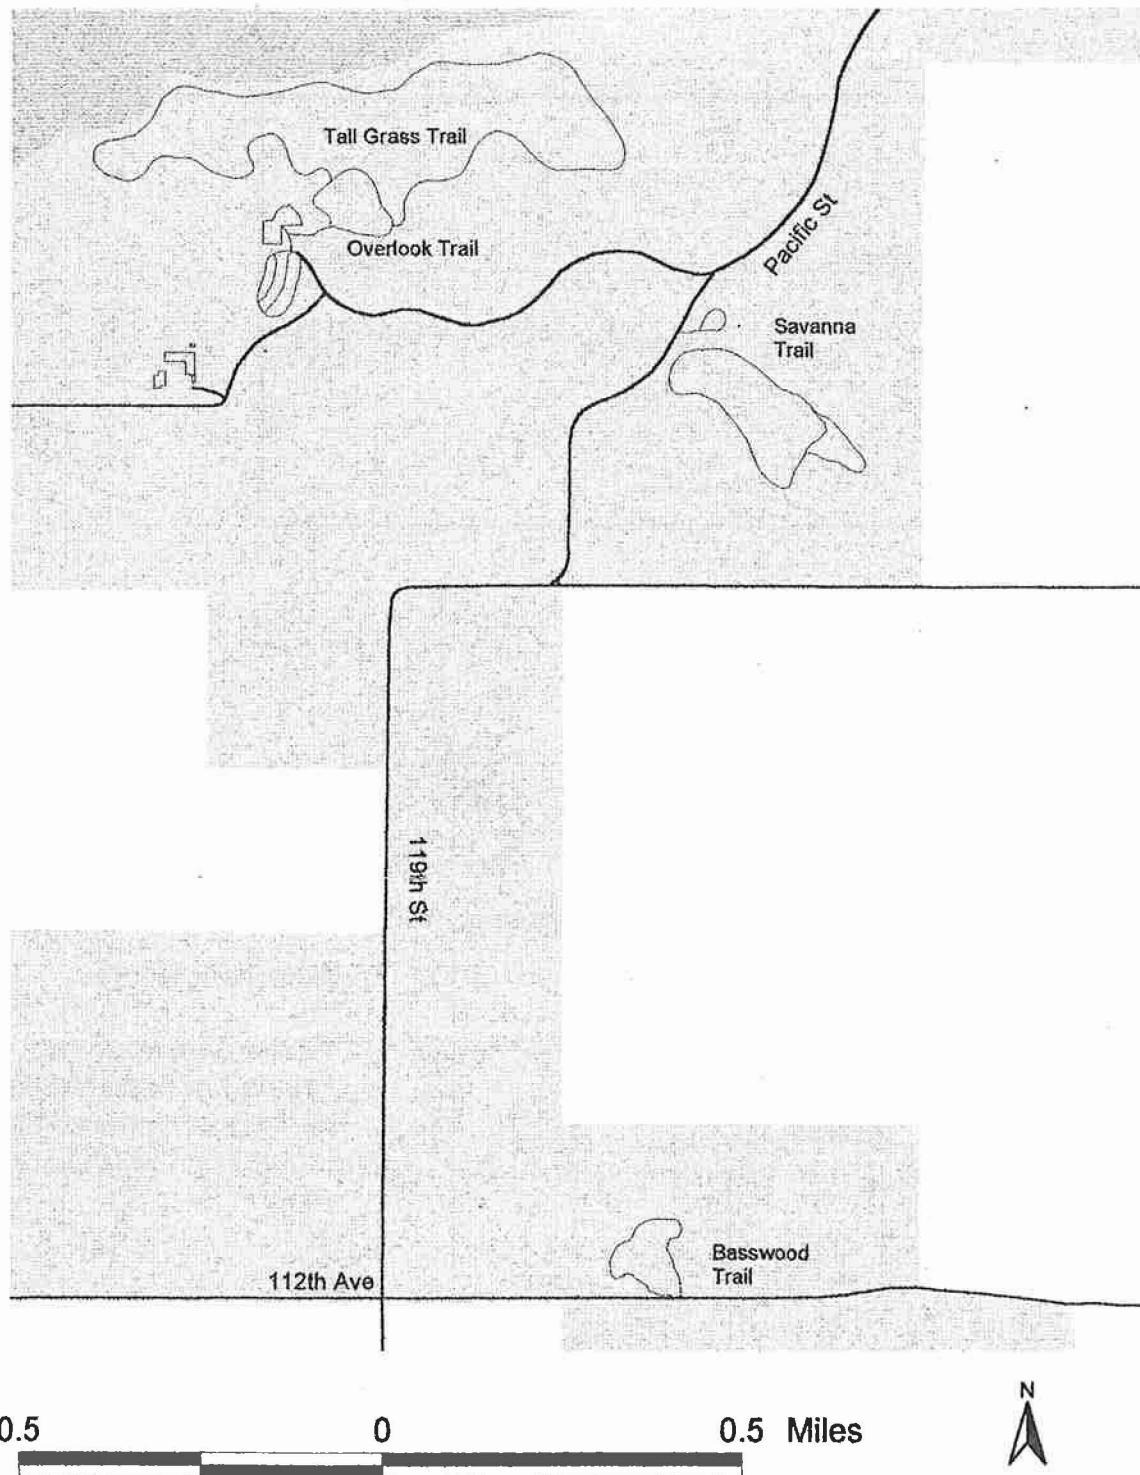 Tall Grass Trail
Overlook Trail
Pacific St
Savanna
Trail
119th St
Basswood
Trail
112th Ave
N
0.5 0 0.5 Miles